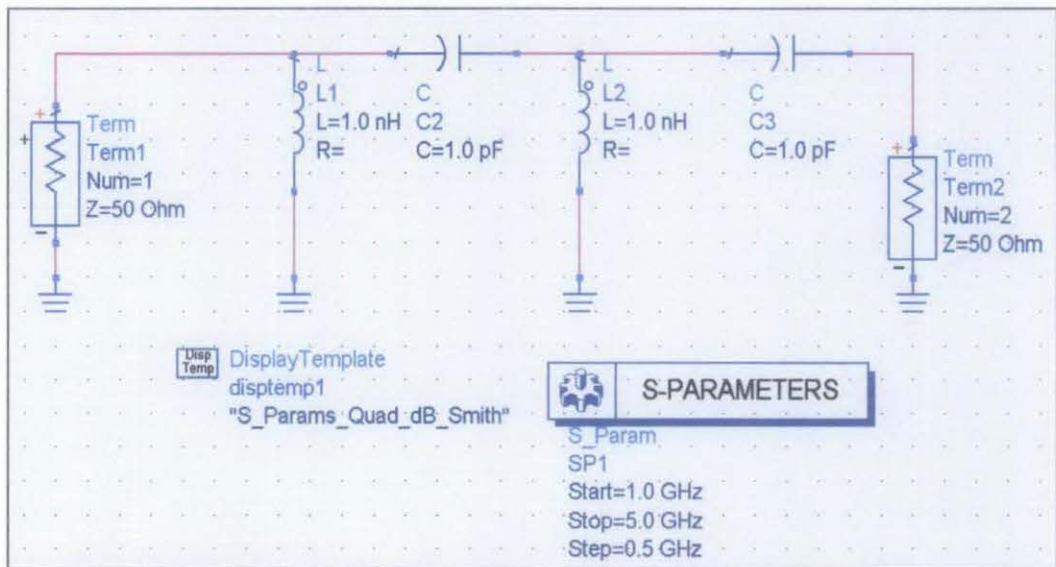 +
+
Term
Term1
Num=1
Z=50 Ohm
-
L
L1
L=1.0 nH
R=
C
C2
C=1.0 pF
L
L2
L=1.0 nH
R=
C
C3
C=1.0 pF
+
Term
Term2
Num=2
Z=50 Ohm
-
Disp
Temp
DisplayTemplate
disptemp1
"S_Params_Quad_dB_Smith"
S-PARAMETERS
S_Param
SP1
Start=1.0 GHz
Stop=5.0 GHz
Step=0.5 GHz